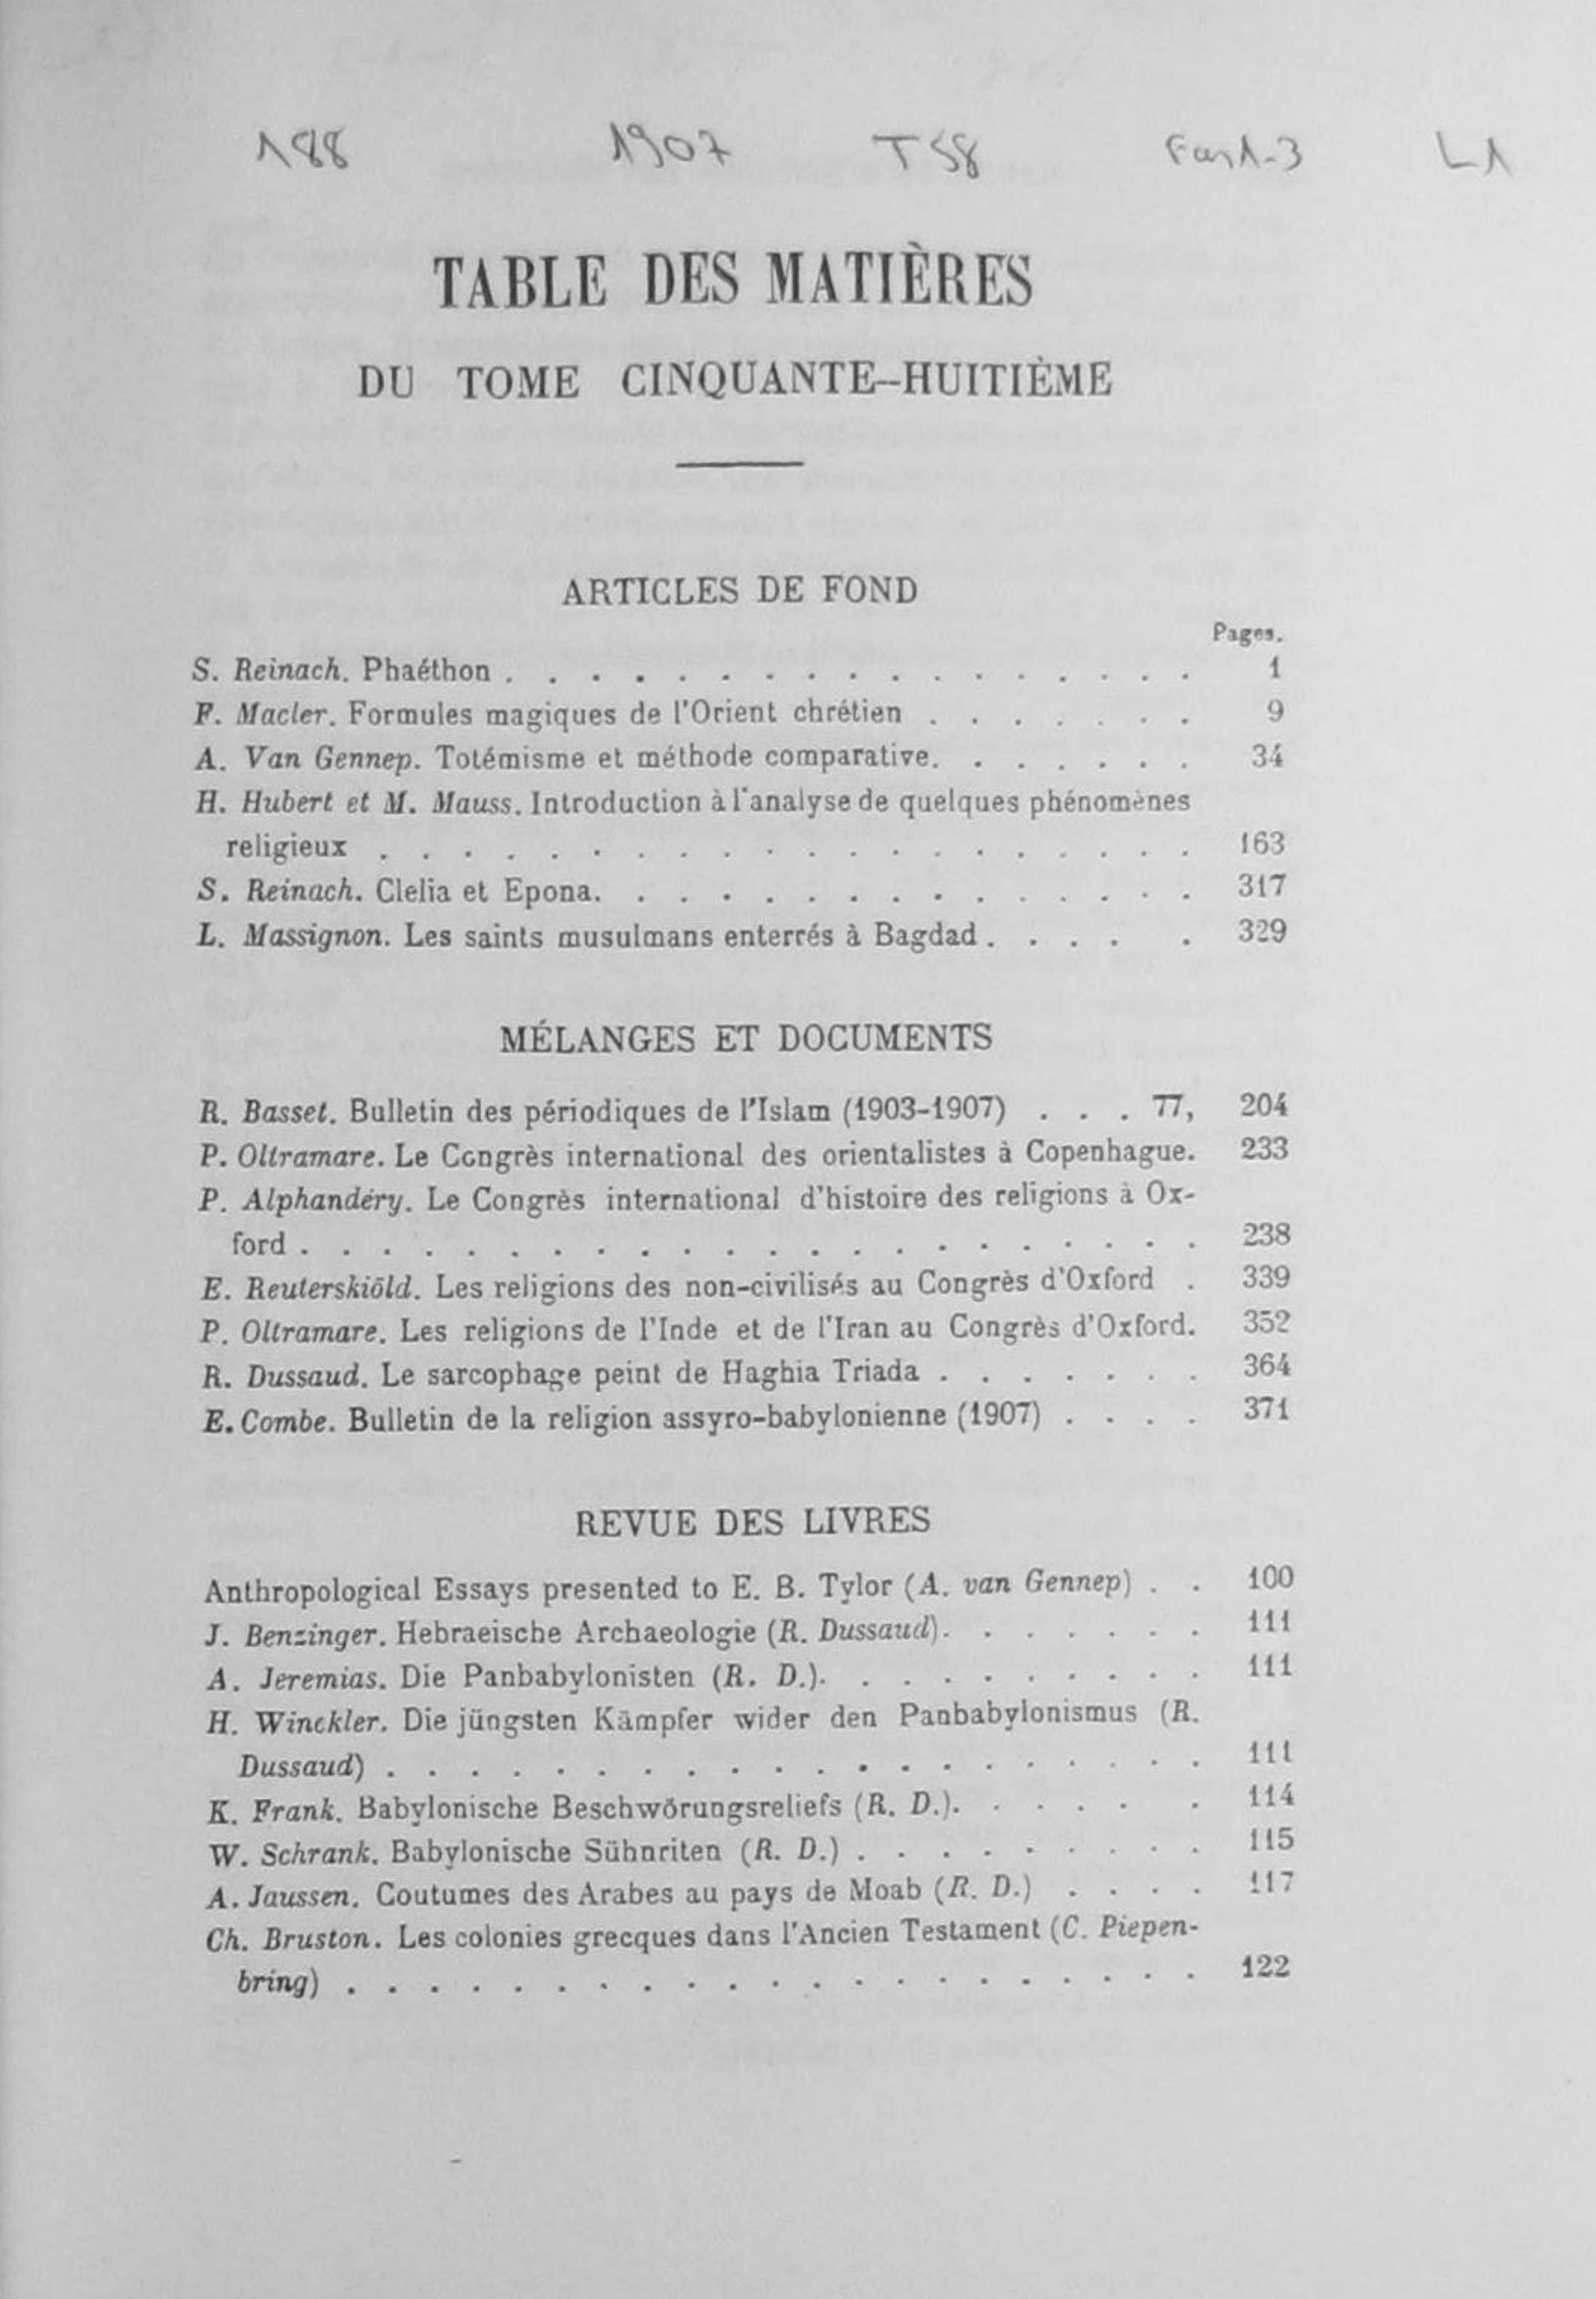 188 1907 T 58 Fas 1-3 L1
TABLE DES MATIÈRES
DU TOME CINQUANTE-HUITIÈME
ARTICLES DE FOND
Pages.
S. Reinach. Phaéthon . . . . . . . . . . . . . . . . . 1
F. Macler. Formules magiques de l'Orient chrétien . . . . . . . 9
A. Van Gennep. Totémisme et méthode comparative. . . . . . . 34
H. Hubert et M. Mauss. Introduction à l'analyse de quelques phénomènes
religieux . . . . . . . . . . . . . . . . . . . . 163
S. Reinach. Clelia et Epona. . . . . . . . . . . . . . . 317
L. Massignon. Les saints musulmans enterrés à Bagdad . . . . . 329
MÉLANGES ET DOCUMENTS
R. Basset. Bulletin des périodiques de l'Islam (1903-1907) . . . 77, 204
P. Oltramare. Le Congrès international des orientalistes à Copenhague. 233
P. Alphandéry. Le Congrès international d'histoire des religions à Ox-
ford . . . . . . . . . . . . . . . . . . . . . . 238
E. Reuterskiöld. Les religions des non-civilisés au Congrès d'Oxford . 339
P. Oltramare. Les religions de l'Inde et de l'Iran au Congrès d'Oxford. 352
R. Dussaud. Le sarcophage peint de Haghia Triada . . . . . . . 364
E. Combe. Bulletin de la religion assyro-babylonienne (1907) . . . . 371
REVUE DES LIVRES
Anthropological Essays presented to E. B. Tylor (A. van Gennep) . . 100
J. Benzinger. Hebraeische Archaeologie (R. Dussaud). . . . . . . 111
A. Jeremias. Die Panbabylonisten (R. D.). . . . . . . . . . 111
H. Winckler. Die jüngsten Kämpfer wider den Panbabylonismus (R.
Dussaud) . . . . . . . . . . . . . . . . . . . . 111
K. Frank. Babylonische Beschwörungsreliefs (R. D.). . . . . . 114
W. Schrank. Babylonische Sühnriten (R. D.) . . . . . . . . . 115
A. Jaussen. Coutumes des Arabes au pays de Moab (R. D.) . . . . 117
Ch. Bruston. Les colonies grecques dans l'Ancien Testament (C. Piepen-
bring) . . . . . . . . . . . . . . . . . . . . . 122